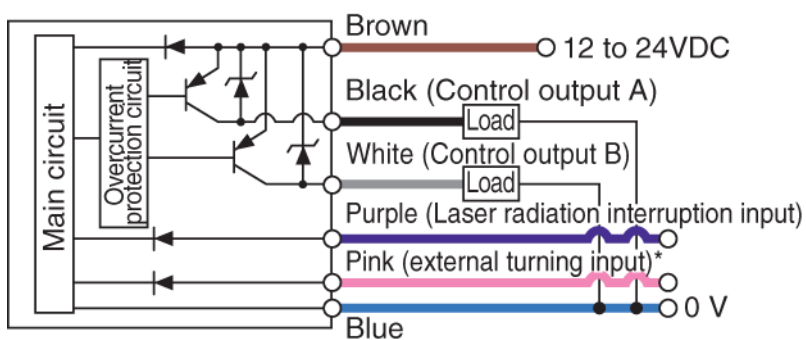 Brown
12 to 24VDC
Black (Control output A)
Load
White (Control output B)
Load
Purple (Laser radiation interruption input)
Pink (external turning input)*
0 V
Blue
Main circuit
Overcurrent
protection circuit